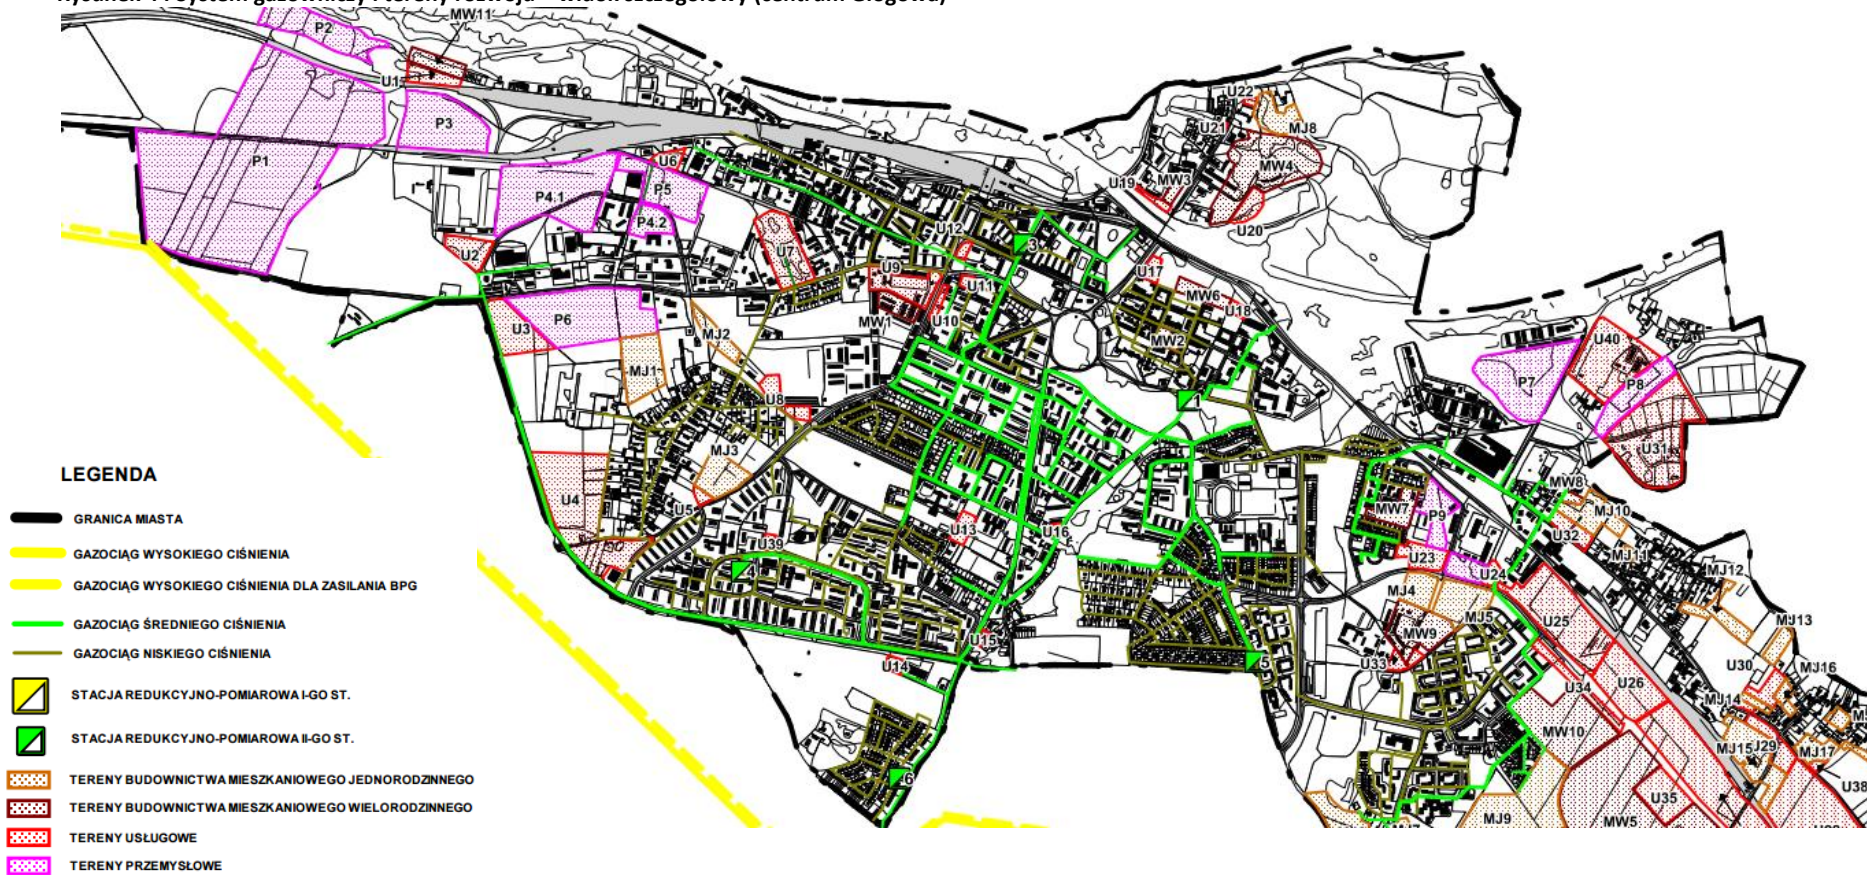 MW11
P2
U1
P3
P1
U22
U21
MJ8
MW4
U19
MW3
U20
U6
P5
P4.1
P4.2
U12
3
U2
U7
U9
U11
U17
MW6
U18
MW1
U10
MW2
U3
P6
MJ2
MJ1
U8
1
U40
P7
P8
U31
MJ3
U4
U5
U13
U16
U39
4
MW7
P9
MW8
MJ10
U32
MJ11
U23
U24
MJ12
MJ4
MJ5
MJ13
MW9
U25
U15
U14
5
U33
U30
MJ16
U34
U26
MJ14
MW10
MJ15
J29
MJ17
6
U35
U38
MJ9
MW5
LEGENDA
GRANICA MIASTA
GAZOCIĄG WYSOKIEGO CIŚNIENIA
GAZOCIĄG WYSOKIEGO CIŚNIENIA DLA ZASILANIA BPG
GAZOCIĄG ŚREDNIEGO CIŚNIENIA
GAZOCIĄG NISKIEGO CIŚNIENIA
STACJA REDUKCYJNO-POMIAROWA I-GO ST.
STACJA REDUKCYJNO-POMIAROWA II-GO ST.
TERENY BUDOWNICTWA MIESZKANIOWEGO JEDNORODZINNEGO
TERENY BUDOWNICTWA MIESZKANIOWEGO WIELORODZINNEGO
TERENY USŁUGOWE
TERENY PRZEMYSŁOWE